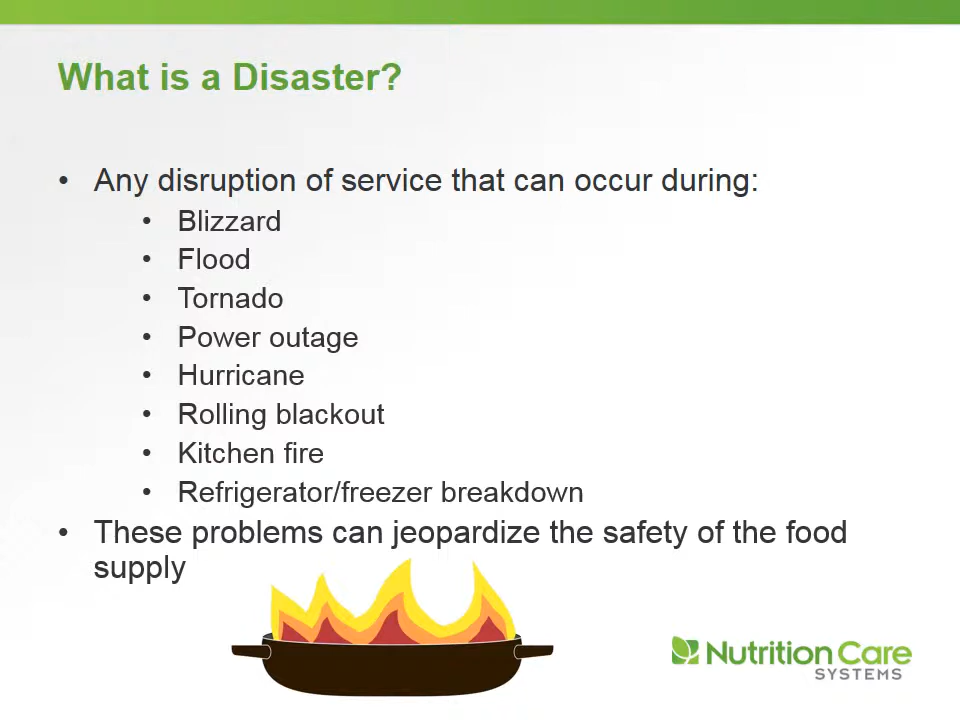 What is a Disaster?
• Any disruption of service that can occur during:
• Blizzard
• Flood
• Tornado
• Power outage
• Hurricane
• Rolling blackout
• Kitchen fire
• Refrigerator/freezer breakdown
• These problems can jeopardize the safety of the food
supply
Nutrition Care
SYSTEMS